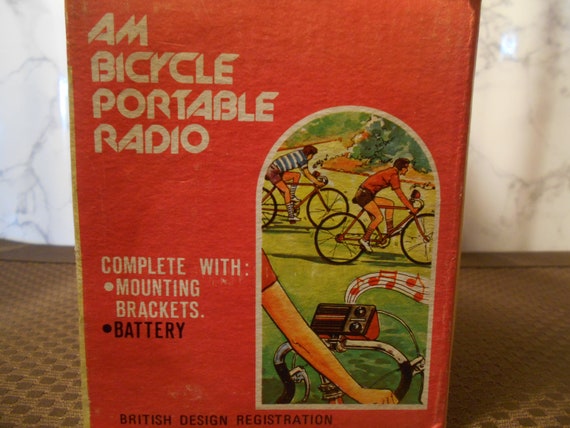 AM
BICYCLE
PORTABLE
RADIO
COMPLETE WITH:
•MOUNTING
BRACKETS.
•BATTERY
BRITISH DESIGN REGISTRATION